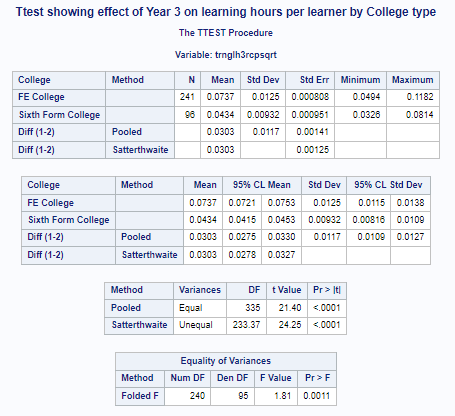 Ttest showing effect of Year 3 on learning hours per learner by College type
The TTEST Procedure
Variable: trnglh3rcpsqrt
College Method N Mean Std Dev Std Err Minimum Maximum
FE College 241 0.0737 0.0125 0.000808 0.0494 0.1182
Sixth Form College 96 0.0434 0.00932 0.000951 0.0326 0.0814
Diff (1-2) Pooled 0.0303 0.0117 0.00141
Diff (1-2) Satterthwaite 0.0303 0.00125
College Method Mean 95% CL Mean Std Dev 95% CL Std Dev
FE College 0.0737 0.0721 0.0753 0.0125 0.0115 0.0138
Sixth Form College 0.0434 0.0415 0.0453 0.00932 0.00816 0.0109
Diff (1-2) Pooled 0.0303 0.0275 0.0330 0.0117 0.0109 0.0127
Diff (1-2) Satterthwaite 0.0303 0.0278 0.0327
Method Variances DF t Value Pr > |t|
Pooled Equal 335 21.40 <.0001
Satterthwaite Unequal 233.37 24.25 <.0001
Equality of Variances
Method Num DF Den DF F Value Pr > F
Folded F 240 95 1.81 0.0011